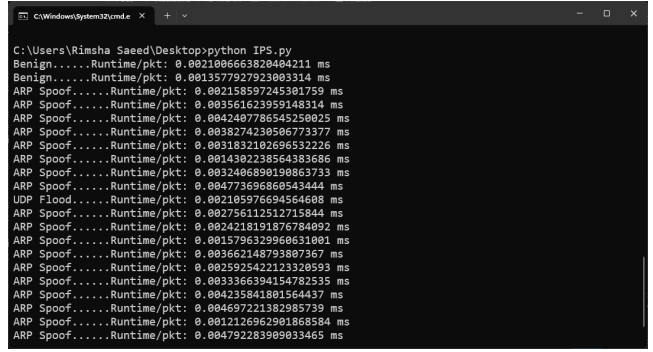 C:\Windows\System32\cmd.e
C:\Users\Rimsha Saeed\Desktop>python IPS.py
Benign......Runtime/pkt: 0.0021006663820404211 ms
Benign......Runtime/pkt: 0.0013577927923003314 ms
ARP Spoof......Runtime/pkt: 0.002158597245301759 ms
ARP Spoof......Runtime/pkt: 0.003561623959148314 ms
ARP Spoof......Runtime/pkt: 0.0042407786545250025 ms
ARP Spoof......Runtime/pkt: 0.0038274230506773377 ms
ARP Spoof......Runtime/pkt: 0.0031832102696532226 ms
ARP Spoof......Runtime/pkt: 0.0014302238564383686 ms
ARP Spoof......Runtime/pkt: 0.0032406890190863733 ms
ARP Spoof......Runtime/pkt: 0.004773696860543444 ms
UDP Flood......Runtime/pkt: 0.002105976694564608 ms
ARP Spoof......Runtime/pkt: 0.002756112512715844 ms
ARP Spoof......Runtime/pkt: 0.0024218191876784092 ms
ARP Spoof......Runtime/pkt: 0.0015796329960631001 ms
ARP Spoof......Runtime/pkt: 0.003662148793807367 ms
ARP Spoof......Runtime/pkt: 0.0025925422123320593 ms
ARP Spoof......Runtime/pkt: 0.0033366394154782535 ms
ARP Spoof......Runtime/pkt: 0.004235841801564437 ms
ARP Spoof......Runtime/pkt: 0.004697221382985739 ms
ARP Spoof......Runtime/pkt: 0.0012126962901868584 ms
ARP Spoof......Runtime/pkt: 0.004792283909033465 ms